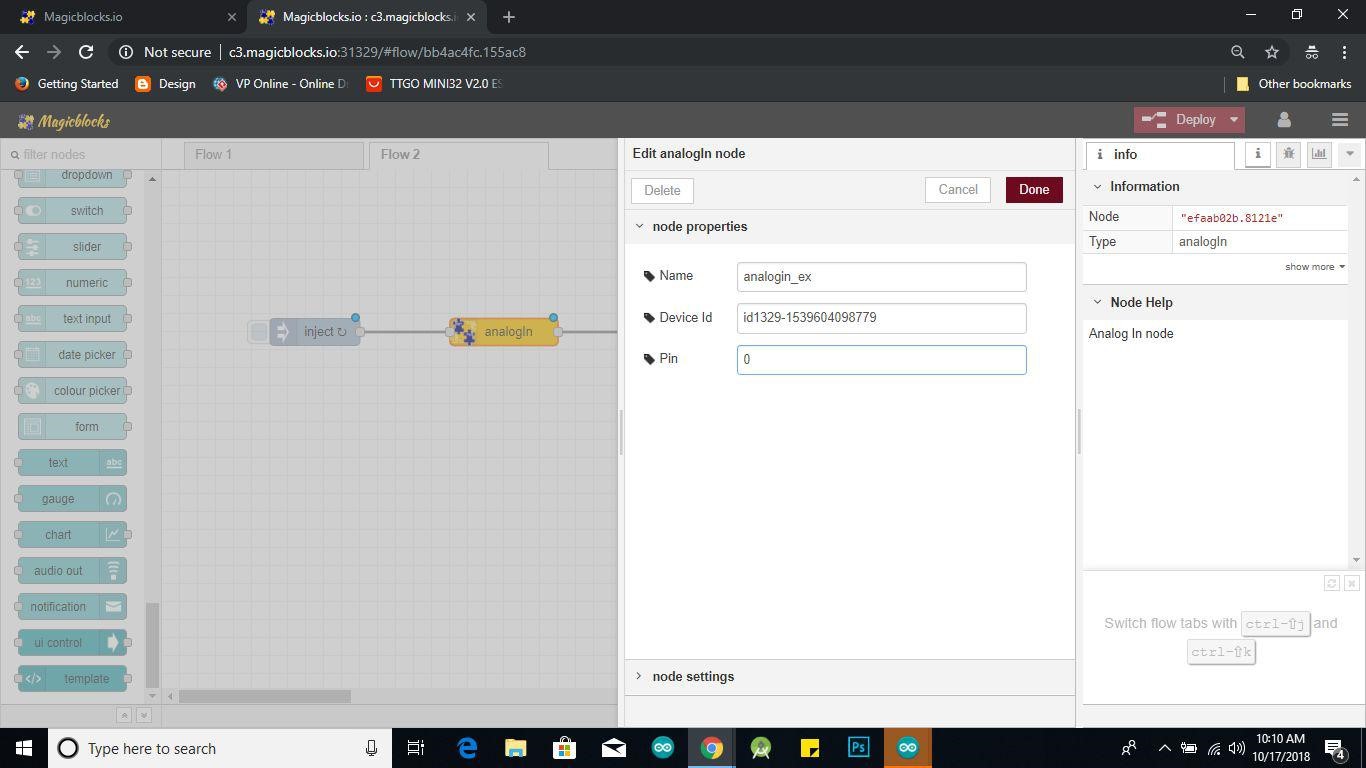 Magicblocks.io
Magicblocks.io : c3.magicblocks.i
Not secure
c3.magicblocks.io:31329/#flow/bb4ac4fc.155ac8
Getting Started
Design
VP Online - Online D
TTGO MINI32 V2.0 ES
Other bookmarks
Magicblocks
Deploy
filter nodes
Flow 1
Flow 2
Edit analogIn node
i info
i
Delete
Cancel
Done
Information
Node
"efaab02b.8121e"
Type
analogIn
show more
Node Help
Analog In node
node properties
Name
analogin_ex
Device Id
id1329-1539604098779
Pin
0
node settings
dropdown
switch
slider
123 numeric
abc text input
date picker
colour picker
form
text abc
gauge
chart
audio out
notification
ui control
</> template
inject ↻
analogIn
Switch flow tabs with ctrl-⇧j and
ctrl-⇧k
Type here to search
Ps
10:10 AM
10/17/2018
4